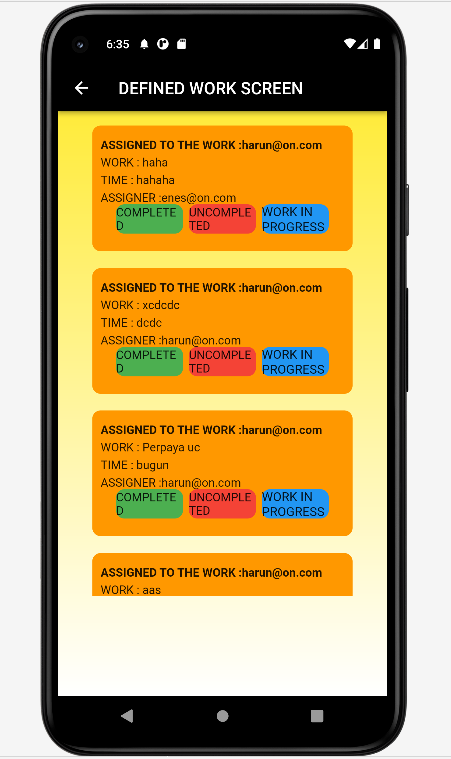 6:35
DEFINED WORK SCREEN
ASSIGNED TO THE WORK :harun@on.com
WORK : haha
TIME : hahaha
ASSIGNER :enes@on.com
COMPLETE
D
UNCOMPLE
TED
WORK IN
PROGRESS
ASSIGNED TO THE WORK :harun@on.com
WORK : xcdcdc
TIME : dcdc
ASSIGNER :harun@on.com
COMPLETE
D
UNCOMPLE
TED
WORK IN
PROGRESS
ASSIGNED TO THE WORK :harun@on.com
WORK : Perpaya uc
TIME : bugun
ASSIGNER :harun@on.com
COMPLETE
D
UNCOMPLE
TED
WORK IN
PROGRESS
ASSIGNED TO THE WORK :harun@on.com
WORK : aas